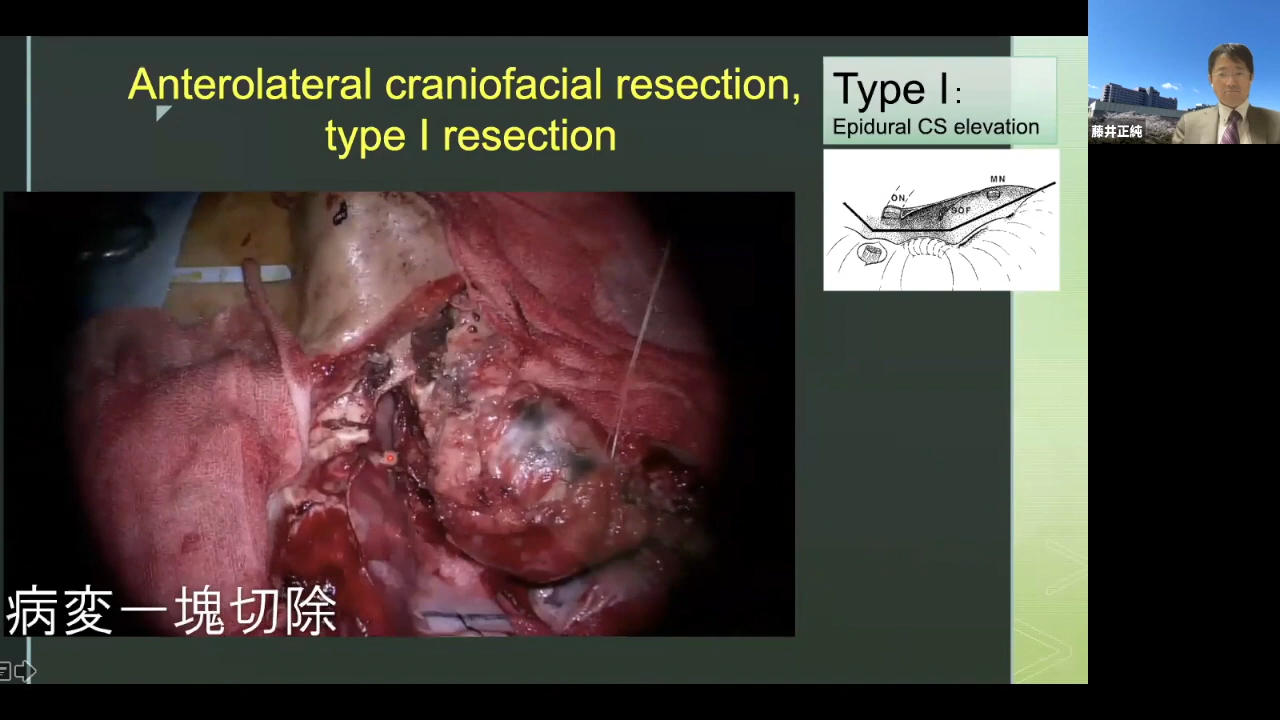 Anterolateral craniofacial resection,
type I resection
Type I:
Epidural CS elevation
MN
ON
SOF
病変一塊切除
藤井正純